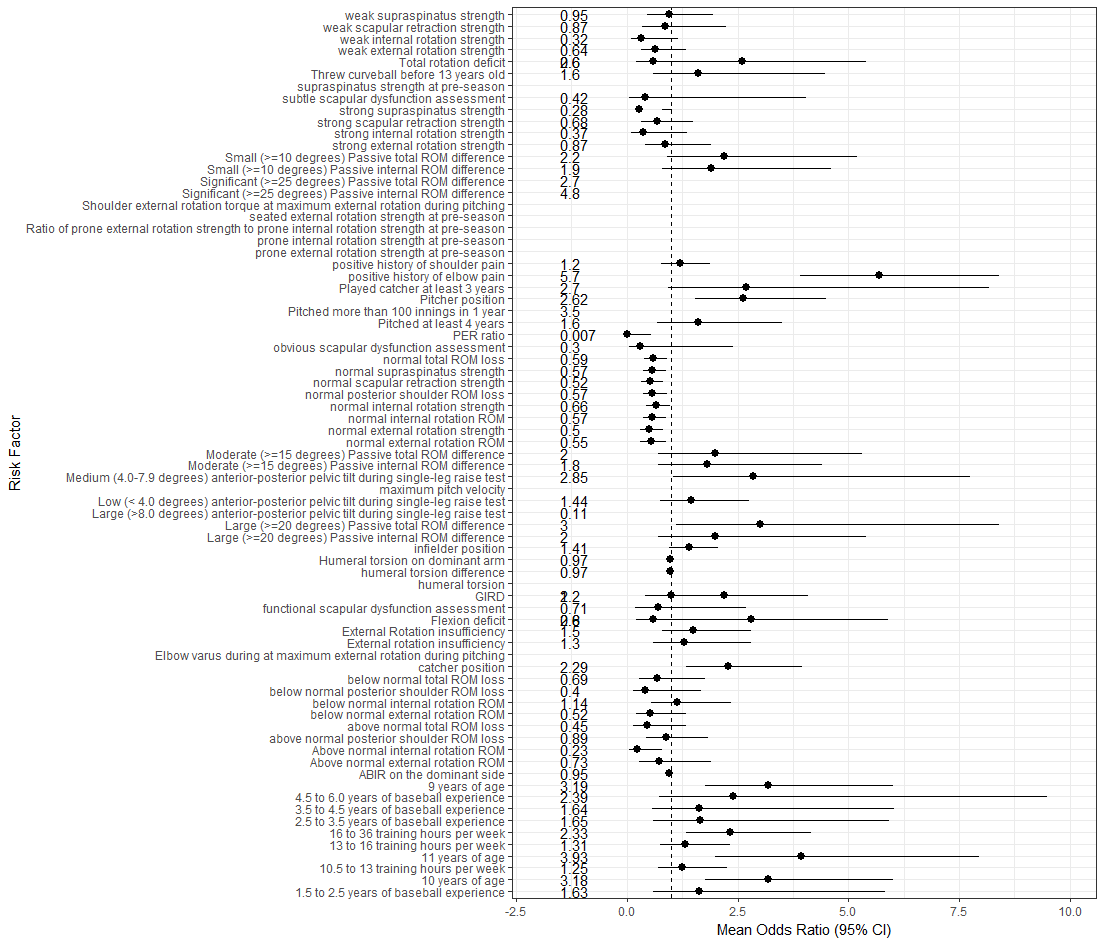 weak supraspinatus strength 0.95
weak scapular retraction strength 0.87
weak internal rotation strength 0.32
weak external rotation strength 0.64
Total rotation deficit
Threw curveball before 13 years old 1.6
supraspinatus strength at pre-season
subtle scapular dysfunction assessment 0.42
strong supraspinatus strength 0.28
strong scapular retraction strength 0.68
strong internal rotation strength 0.37
strong external rotation strength 0.87
Small (>=10 degrees) Passive total ROM difference 2.2
Small (>=10 degrees) Passive internal ROM difference 1.9
Significant (>=25 degrees) Passive total ROM difference 2.7
Significant (>=25 degrees) Passive internal ROM dirrerence 4.8
Shoulder external rotation torque at maximum external rotation during pitching
seated external rotation strength at pre-season
Ratio of prone external rotation strength to prone internal rotation strength at pre-season
prone internal rotation strength at pre-season
prone external rotation strength at pre-season
positive history of shoulder pain 1.2
positive history of elbow pain 5.7
Played catcher at least 3 years 2.7
Pitcher position 2.62
Pitched more than 100 innings in 1 year 3.5
Pitched at least 4 years 1.6
PER ratio 0.007
obvious scapular dysfunction assessment 0.3
normal total ROM loss 0.59
normal supraspinatus strength 0.57
normal scapular retraction strength 0.52
normal posterior shoulder ROM loss 0.57
normal internal rotation strength 0.66
normal internal rotation ROM 0.57
normal external rotation strength 0.5
normal external rotation ROM 0.55
Moderate (>=15 degrees) Passive total ROM difference 2
Moderate (>=15 degrees) Passive internal ROM difference 1.8
Medium (4.0-7.9 degrees) anterior-posterior pelvic tilt during single-leg raise test 2.85
maximum pitch velocity
Low (< 4.0 degrees) anterior-posterior pelvic tilt during single-leg raise test 1.44
Large (>8.0 degrees) anterior-posterior pelvic tilt during single-leg raise test 0.11
Large (>=20 degrees) Passive total ROM difference 3
Large (>=20 degrees) Passive internal ROM difference 2
infielder position 1.41
Humeral torsion on dominant arm 0.97
humeral torsion difference 0.97
humeral torsion
GIRD
functional scapular dysfunction assessment 0.71
Flexion deficit
External Rotation insufficiency 1.5
External rotation insufficiency 1.3
Elbow varus during at maximum external rotation during pitching
catcher position 2.29
below normal total ROM loss 0.69
below normal posterior shoulder ROM loss 0.4
below normal internal rotation ROM 1.14
below normal external rotation ROM 0.52
above normal total ROM loss 0.45
above normal posterior shoulder ROM loss 0.89
Above normal internal rotation ROM 0.23
Above normal external rotation ROM 0.73
ABIR on the dominant side 0.95
9 years of age 3.19
4.5 to 6.0 years of baseball experience 2.39
3.5 to 4.5 years of baseball experience 1.64
2.5 to 3.5 years of baseball experience 1.65
16 to 36 training hours per week 2.33
13 to 16 training hours per week 1.31
11 years of age 3.93
10.5 to 13 training hours per week 1.25
10 years of age 3.18
1.5 to 2.5 years of baseball experience 1.63
Risk Factor
-2.5 0.0 2.5 5.0 7.5 10.0
Mean Odds Ratio (95% CI)